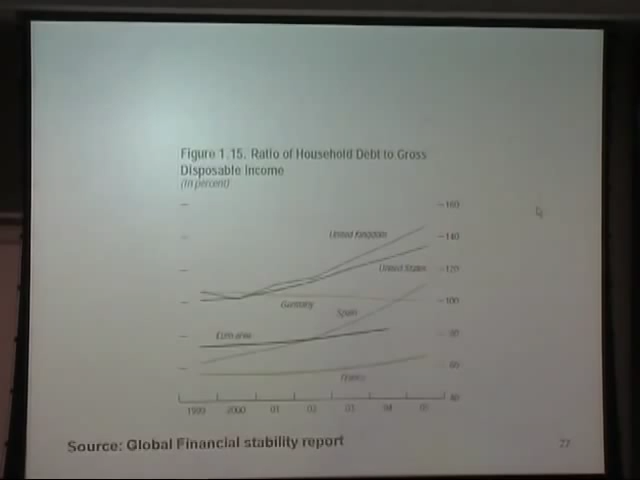 Figure 1.15. Ratio of Household Debt to Gross
Disposable Income
(In percent)
160
United Kingdom
140
United States
120
Germany
100
Spain
Euro area
80
60
France
40
1999 2000 01 02 03 04 05
Source: Global Financial stability report
27